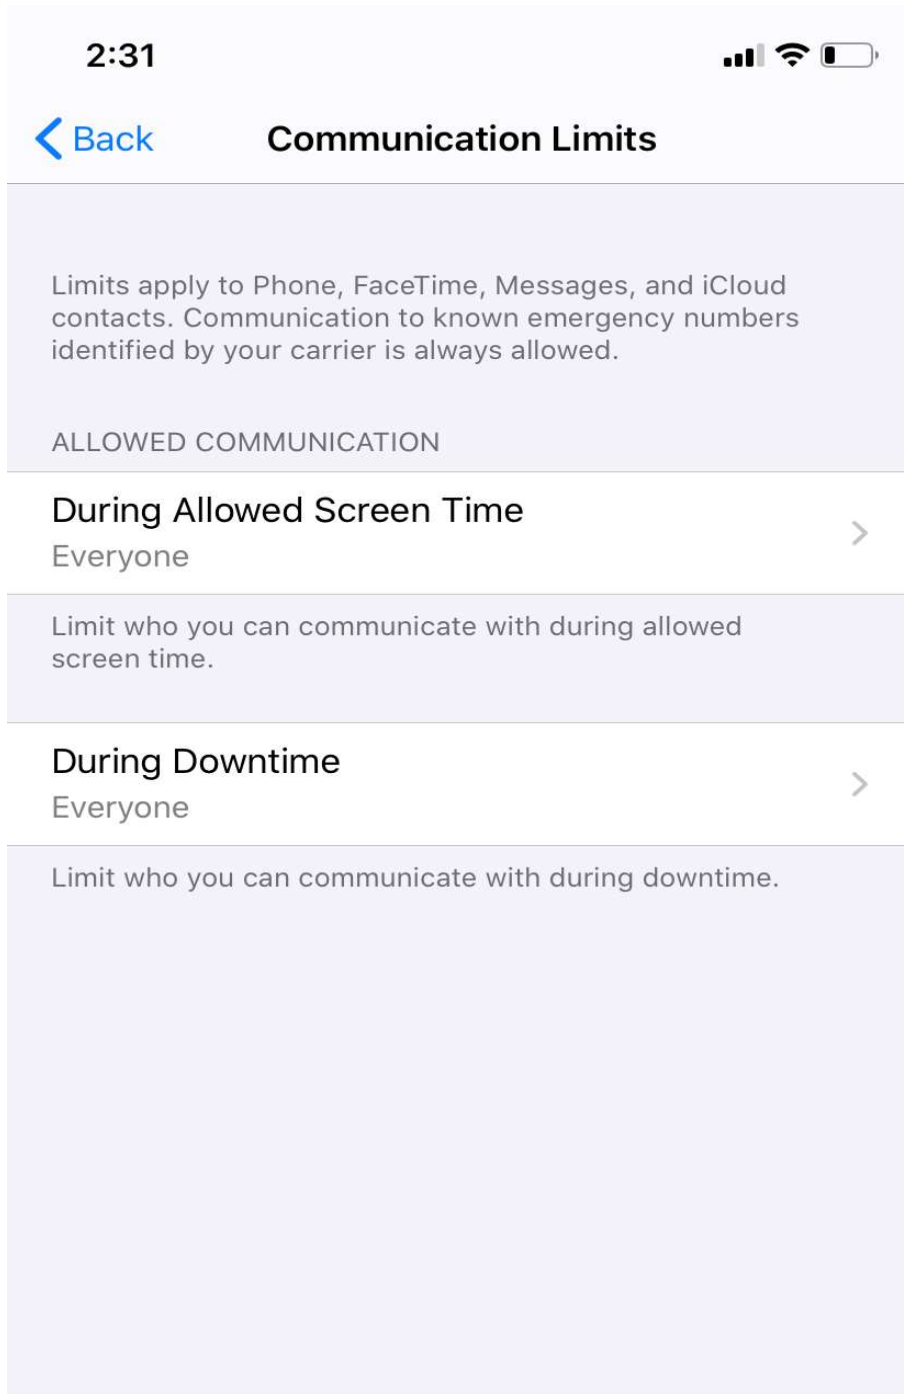 2:31
Back
Communication Limits
Limits apply to Phone, FaceTime, Messages, and iCloud
contacts. Communication to known emergency numbers
identified by your carrier is always allowed.
ALLOWED COMMUNICATION
During Allowed Screen Time
Everyone
Limit who you can communicate with during allowed
screen time.
During Downtime
Everyone
Limit who you can communicate with during downtime.